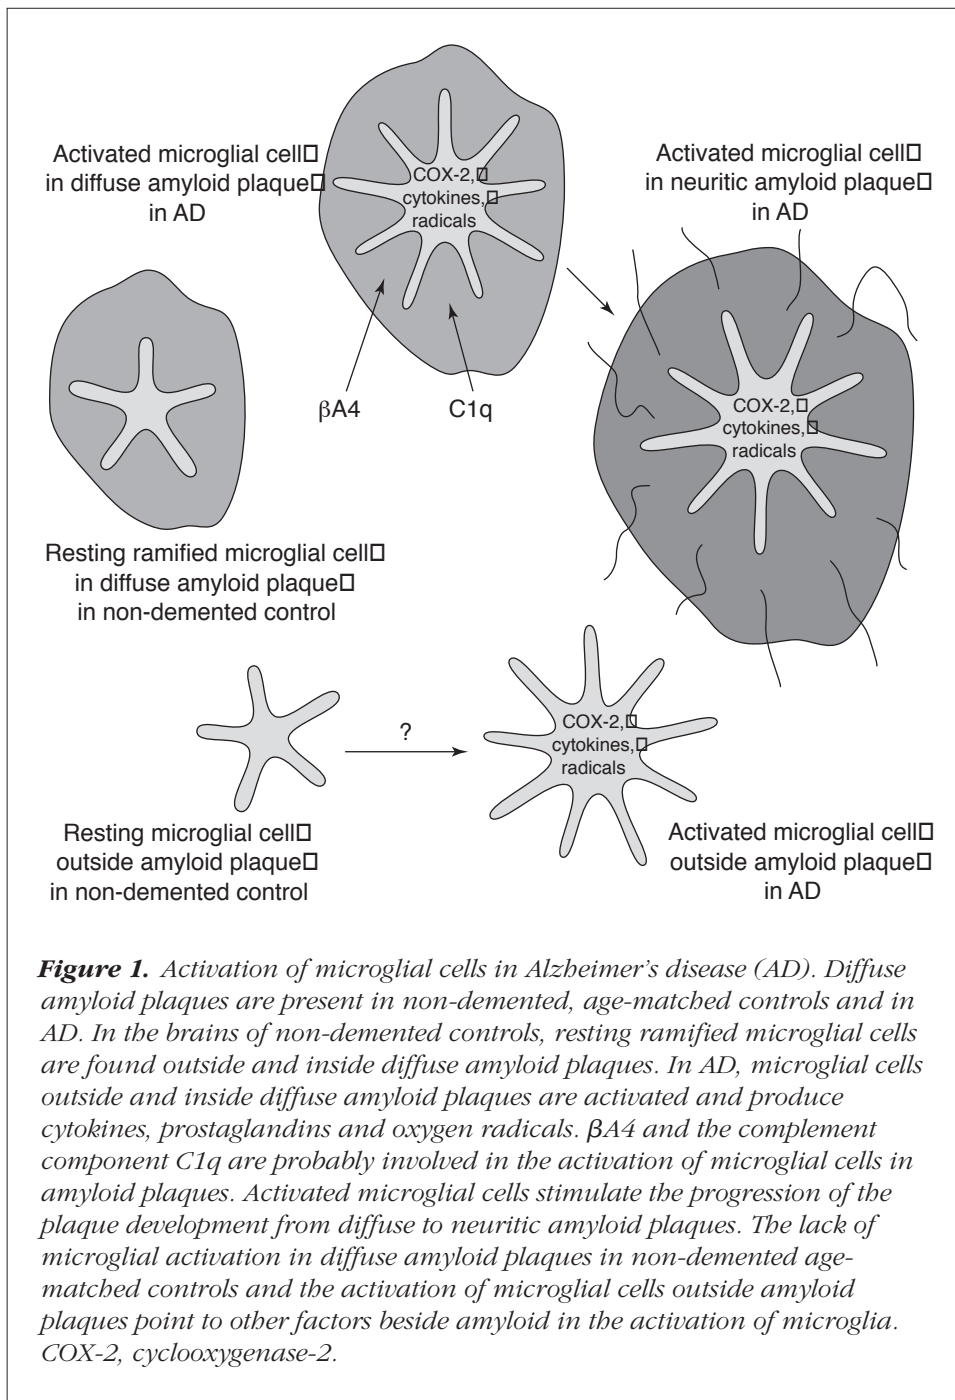 Activated microglial cell□
in diffuse amyloid plaque□
in AD
COX-2,□
cytokines,□
radicals
Activated microglial cell□
in neuritic amyloid plaque□
in AD
βA4
C1q
COX-2,□
cytokines,□
radicals
Resting ramified microglial cell□
in diffuse amyloid plaque□
in non-demented control
?
COX-2,□
cytokines,□
radicals
Resting microglial cell□
outside amyloid plaque□
in non-demented control
Activated microglial cell□
outside amyloid plaque□
in AD
Figure 1. Activation of microglial cells in Alzheimer's disease (AD). Diffuse
amyloid plaques are present in non-demented, age-matched controls and in
AD. In the brains of non-demented controls, resting ramified microglial cells
are found outside and inside diffuse amyloid plaques. In AD, microglial cells
outside and inside diffuse amyloid plaques are activated and produce
cytokines, prostaglandins and oxygen radicals. βA4 and the complement
component C1q are probably involved in the activation of microglial cells in
amyloid plaques. Activated microglial cells stimulate the progression of the
plaque development from diffuse to neuritic amyloid plaques. The lack of
microglial activation in diffuse amyloid plaques in non-demented age-
matched controls and the activation of microglial cells outside amyloid
plaques point to other factors beside amyloid in the activation of microglia.
COX-2, cyclooxygenase-2.